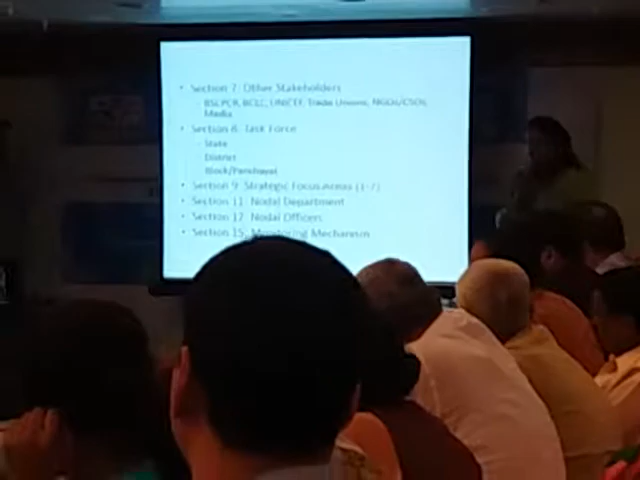 • Section 7: Other Stakeholders
- BSLPCR, BCLC, UNICEF, Trade Unions, NGOs/CSOs,
Media
• Section 8: Task Force
- State
District
Block/Panchayat
• Section 9: Strategic Focus Areas (1-7)
• Section 11: Nodal Department
• Section 12: Nodal Officers
• Section 15: Monitoring Mechanism